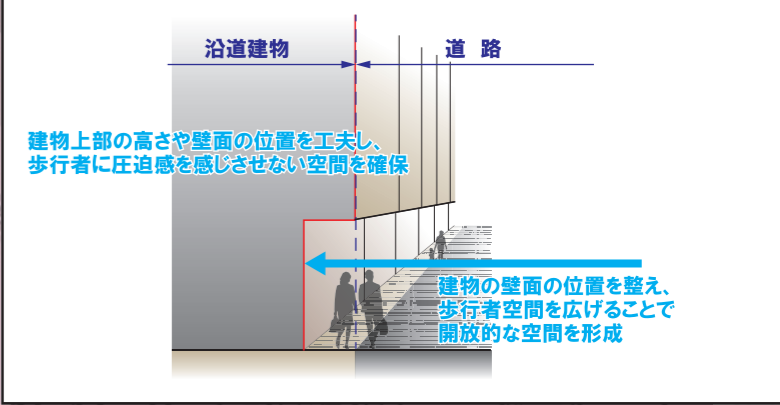 沿道建物
道路
建物上部の高さや壁面の位置を工夫し、
歩行者に圧迫感を感じさせない空間を確保
建物の壁面の位置を整え、
歩行者空間を広げることで
開放的な空間を形成